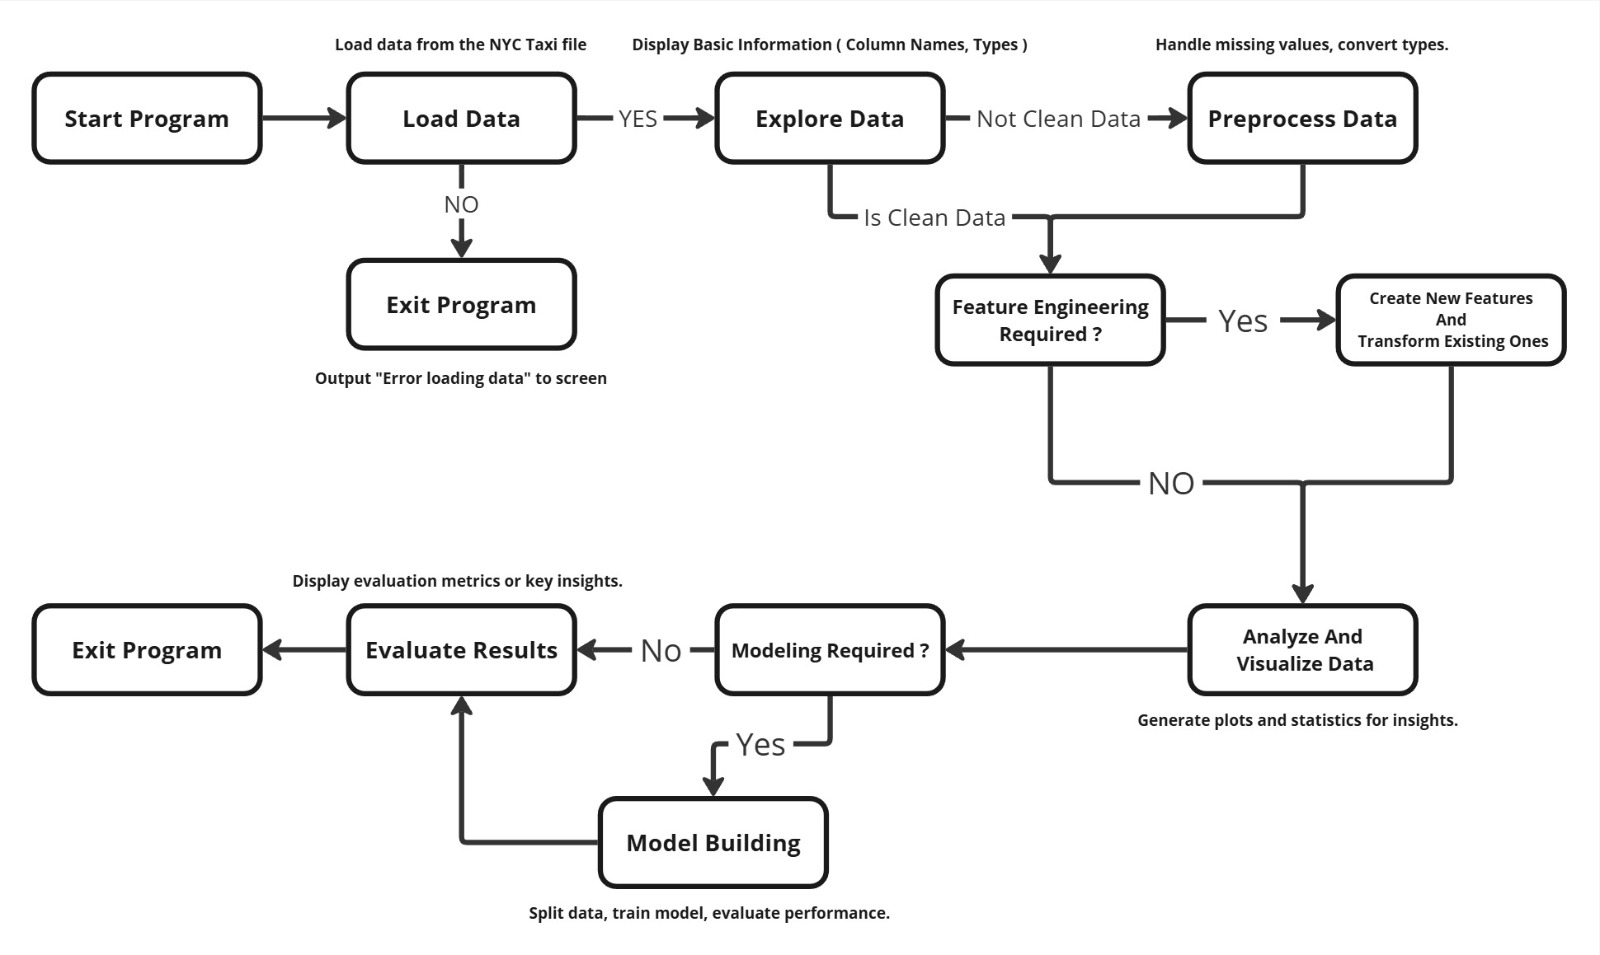 Load data from the NYC Taxi file
Display Basic Information ( Column Names, Types )
Handle missing values, convert types.
Start Program
Load Data
YES
Explore Data
Not Clean Data
Preprocess Data
NO
Is Clean Data
Exit Program
Output "Error loading data" to screen
Feature Engineering
Required ?
Yes
Create New Features
And
Transform Existing Ones
NO
Display evaluation metrics or key insights.
Exit Program
Evaluate Results
No
Modeling Required ?
Analyze And
Visualize Data
Generate plots and statistics for insights.
Yes
Model Building
Split data, train model, evaluate performance.